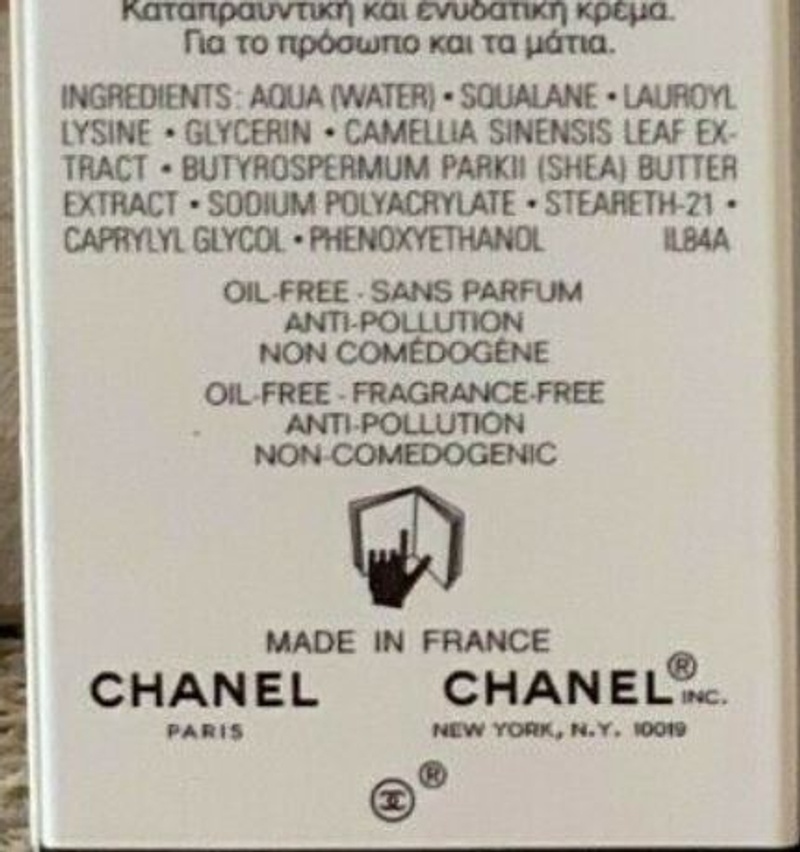 Καταπραϋντική και ενυδατική κρέμα.
Για το πρόσωπο και τα μάτια.
INGREDIENTS: AQUA (WATER) • SQUALANE • LAUROYL
LYSINE • GLYCERIN • CAMELLIA SINENSIS LEAF EX-
TRACT • BUTYROSPERMUM PARKII (SHEA) BUTTER
EXTRACT • SODIUM POLYACRYLATE • STEARETH-21 •
CAPRYLYL GLYCOL • PHENOXYETHANOL IL84A
OIL-FREE - SANS PARFUM
ANTI-POLLUTION
NON COMÉDOGÈNE
OIL-FREE - FRAGRANCE-FREE
ANTI-POLLUTION
NON-COMEDOGENIC
MADE IN FRANCE
CHANEL CHANEL® INC.
PARIS NEW YORK, N.Y. 10019
®